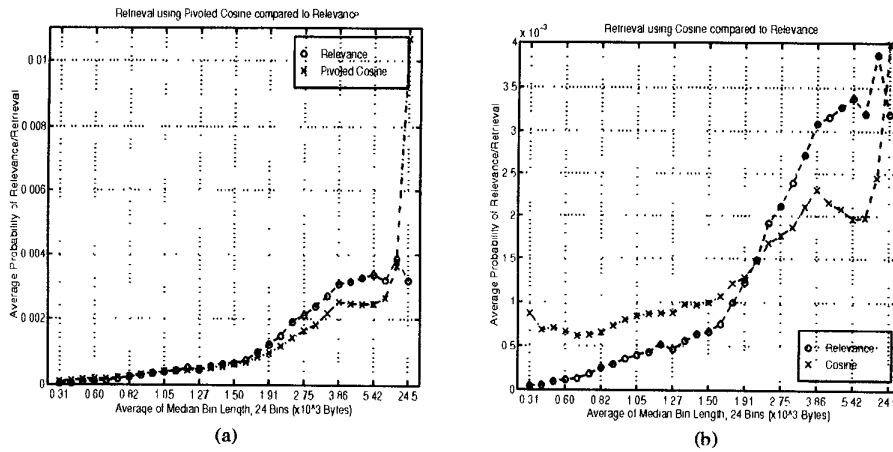 Retrieval using Pivoled Cosine compared to Relevance
0.01
0.008
0.006
0.004
0.002
0
Average Probability of Relevance/Retrieval
Relevance
Pivoled Cosine
0.31 0.60 0.82 1.05 1.27 1.50 1.91 2.75 3.86 5.42 24.5
Average of Median Bin Length, 24 Bins (x10^3 Bytes)
(a)
Retrieval using Cosine compared to Relevance
x 10⁻³
4
3.5
3
2.5
2
1.5
1
0.5
0
Average Probability of Relevance/Retrieval
Relevance
Cosine
0.31 0.60 0.82 1.05 1.27 1.50 1.91 2.75 3.86 5.42 24.5
Average of Median Bin Length, 24 Bins (x10^3 Bytes)
(b)